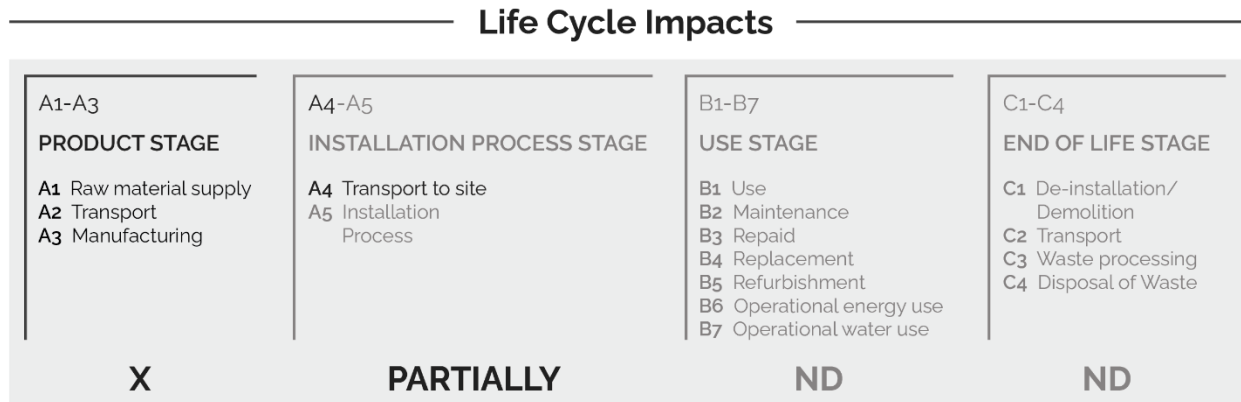 Life Cycle Impacts
A1-A3
PRODUCT STAGE
A1 Raw material supply
A2 Transport
A3 Manufacturing
X
A4-A5
INSTALLATION PROCESS STAGE
A4 Transport to site
A5 Installation
Process
PARTIALLY
B1-B7
USE STAGE
B1 Use
B2 Maintenance
B3 Repaid
B4 Replacement
B5 Refurbishment
B6 Operational energy use
B7 Operational water use
ND
C1-C4
END OF LIFE STAGE
C1 De-installation/
Demolition
C2 Transport
C3 Waste processing
C4 Disposal of Waste
ND